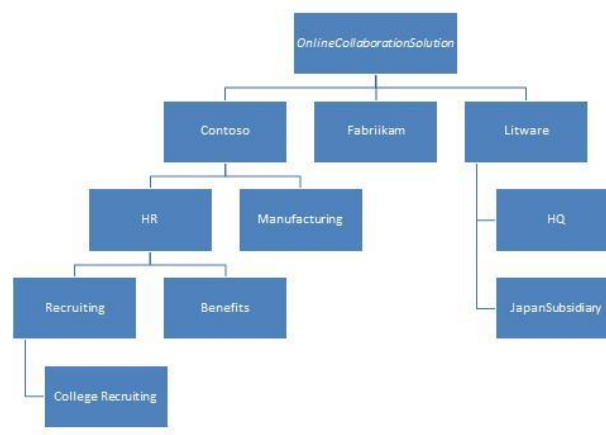 OnlineCollaborationSolution
Contoso
Fabriikam
Litware
HR
Manufacturing
HQ
Recruiting
Benefits
JapanSubsidiary
College Recruiting